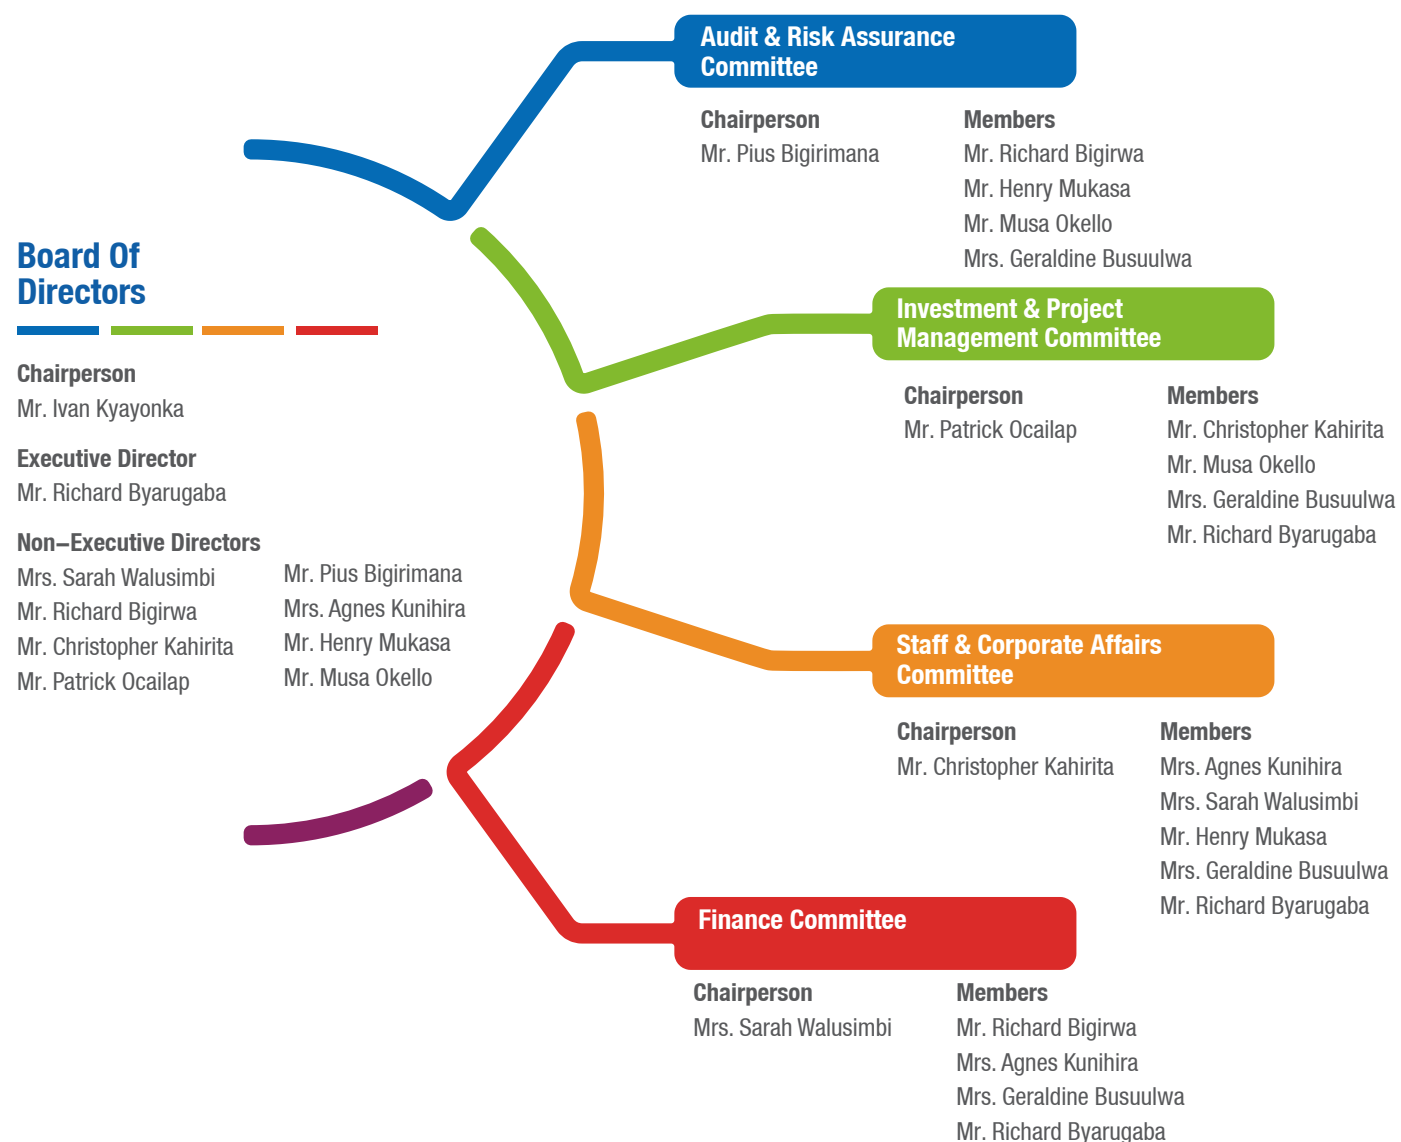 Board Of
Directors
Chairperson
Mr. Ivan Kyayonka
Executive Director
Mr. Richard Byarugaba
Non–Executive Directors
Mrs. Sarah Walusimbi
Mr. Richard Bigirwa
Mr. Christopher Kahirita
Mr. Patrick Ocailap
Mr. Pius Bigirimana
Mrs. Agnes Kunihira
Mr. Henry Mukasa
Mr. Musa Okello
Audit & Risk Assurance
Committee
Chairperson
Mr. Pius Bigirimana
Members
Mr. Richard Bigirwa
Mr. Henry Mukasa
Mr. Musa Okello
Mrs. Geraldine Busuulwa
Investment & Project
Management Committee
Chairperson
Mr. Patrick Ocailap
Members
Mr. Christopher Kahirita
Mr. Musa Okello
Mrs. Geraldine Busuulwa
Mr. Richard Byarugaba
Staff & Corporate Affairs
Committee
Chairperson
Mr. Christopher Kahirita
Members
Mrs. Agnes Kunihira
Mrs. Sarah Walusimbi
Mr. Henry Mukasa
Mrs. Geraldine Busuulwa
Mr. Richard Byarugaba
Finance Committee
Chairperson
Mrs. Sarah Walusimbi
Members
Mr. Richard Bigirwa
Mrs. Agnes Kunihira
Mrs. Geraldine Busuulwa
Mr. Richard Byarugaba